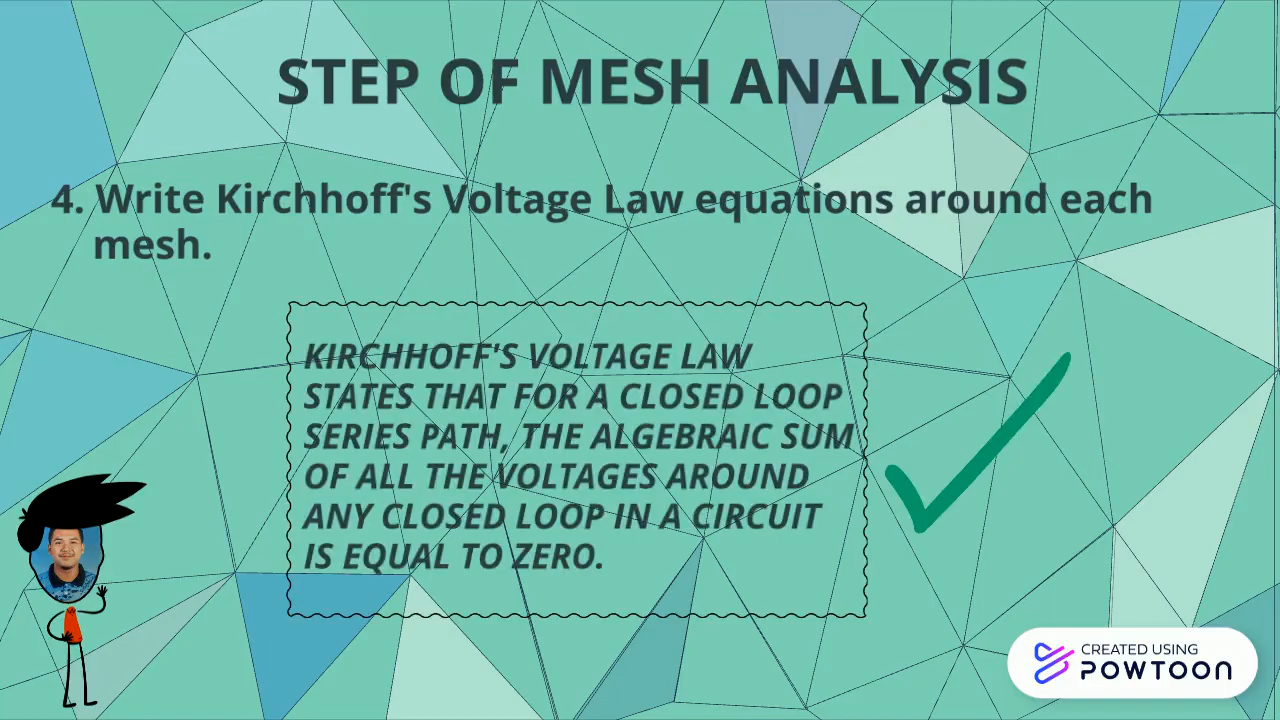 STEP OF MESH ANALYSIS
4. Write Kirchhoff's Voltage Law equations around each
mesh.
KIRCHHOFF'S VOLTAGE LAW
STATES THAT FOR A CLOSED LOOP
SERIES PATH, THE ALGEBRAIC SUM
OF ALL THE VOLTAGES AROUND
ANY CLOSED LOOP IN A CIRCUIT
IS EQUAL TO ZERO.
CREATED USING
POWTOON